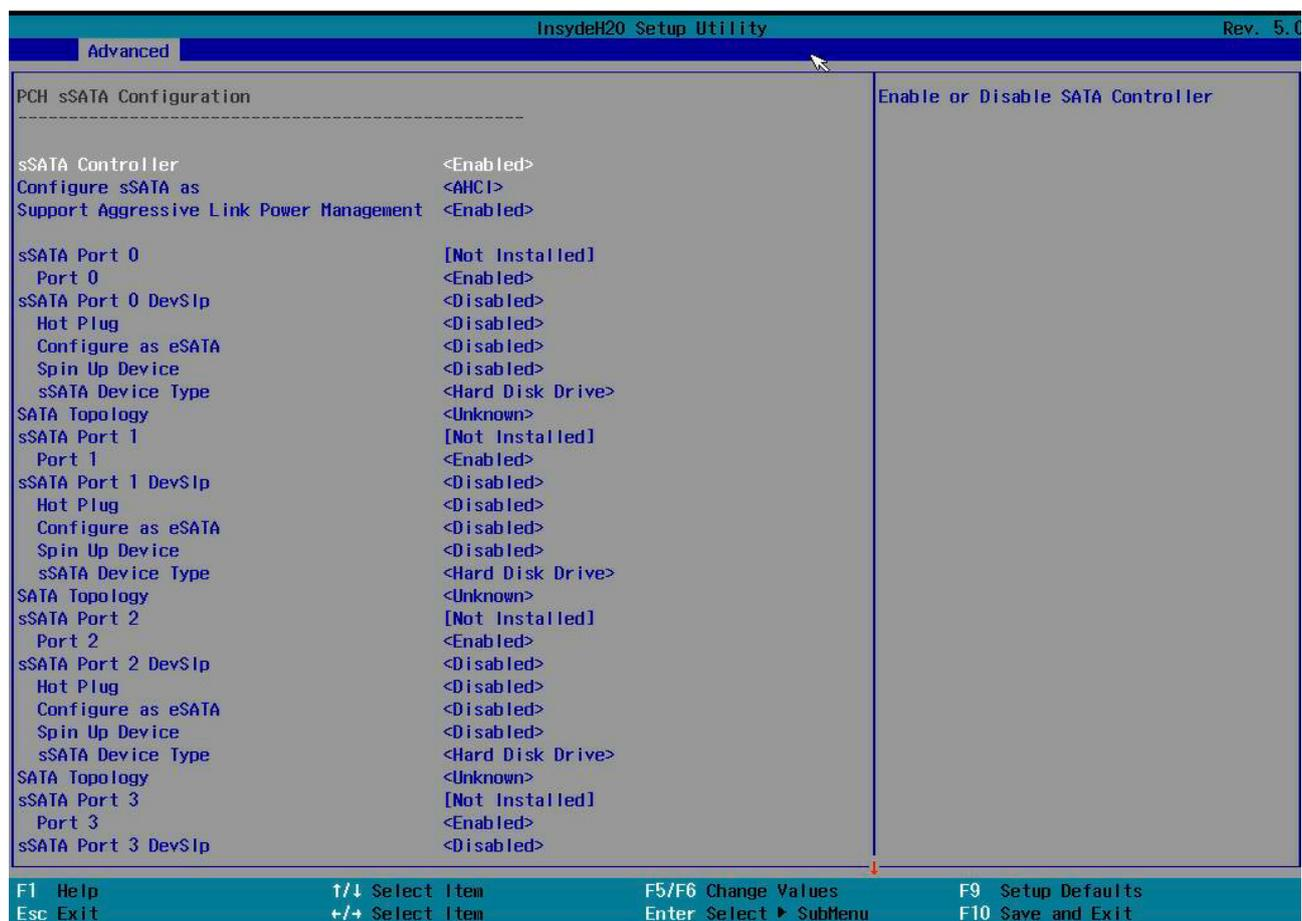 InsydeH2O Setup Utility Rev. 5.0
Advanced
PCH sSATA Configuration
--------------------------------------------------
sSATA Controller <Enabled>
Configure sSATA as <AHCI>
Support Aggressive Link Power Management <Enabled>
sSATA Port 0 [Not Installed]
Port 0 <Enabled>
sSATA Port 0 DevSlp <Disabled>
Hot Plug <Disabled>
Configure as eSATA <Disabled>
Spin Up Device <Disabled>
sSATA Device Type <Hard Disk Drive>
SATA Topology <Unknown>
sSATA Port 1 [Not Installed]
Port 1 <Enabled>
sSATA Port 1 DevSlp <Disabled>
Hot Plug <Disabled>
Configure as eSATA <Disabled>
Spin Up Device <Disabled>
sSATA Device Type <Hard Disk Drive>
SATA Topology <Unknown>
sSATA Port 2 [Not Installed]
Port 2 <Enabled>
sSATA Port 2 DevSlp <Disabled>
Hot Plug <Disabled>
Configure as eSATA <Disabled>
Spin Up Device <Disabled>
sSATA Device Type <Hard Disk Drive>
SATA Topology <Unknown>
sSATA Port 3 [Not Installed]
Port 3 <Enabled>
sSATA Port 3 DevSlp <Disabled>
Enable or Disable SATA Controller
F1 Help ↑/↓ Select Item F5/F6 Change Values F9 Setup Defaults
Esc Exit ←/→ Select Item Enter Select ▶ SubMenu F10 Save and Exit